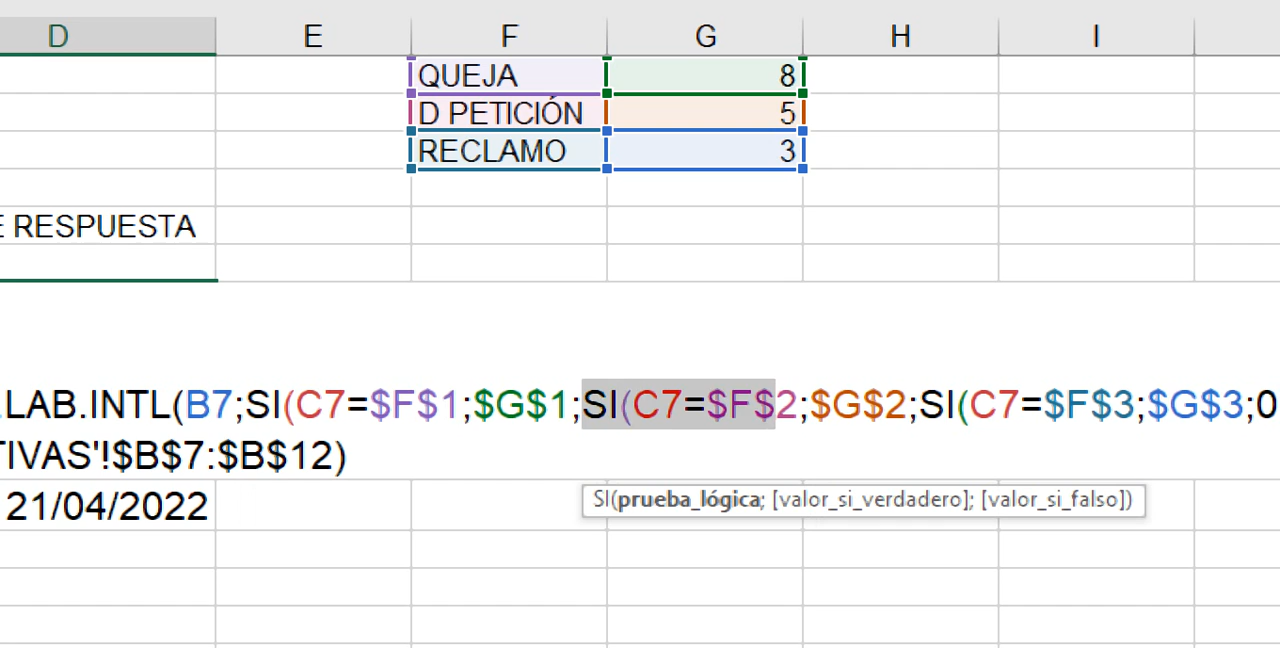 D E F G H I
QUEJA 8
D PETICIÓN 5
RECLAMO 3
E RESPUESTA
.LAB.INTL(B7;SI(C7=$F$1;$G$1;SI(C7=$F$2;$G$2;SI(C7=$F$3;$G$3;0
TIVAS'!$B$7:$B$12)
SI(prueba_lógica; [valor_si_verdadero]; [valor_si_falso])
21/04/2022